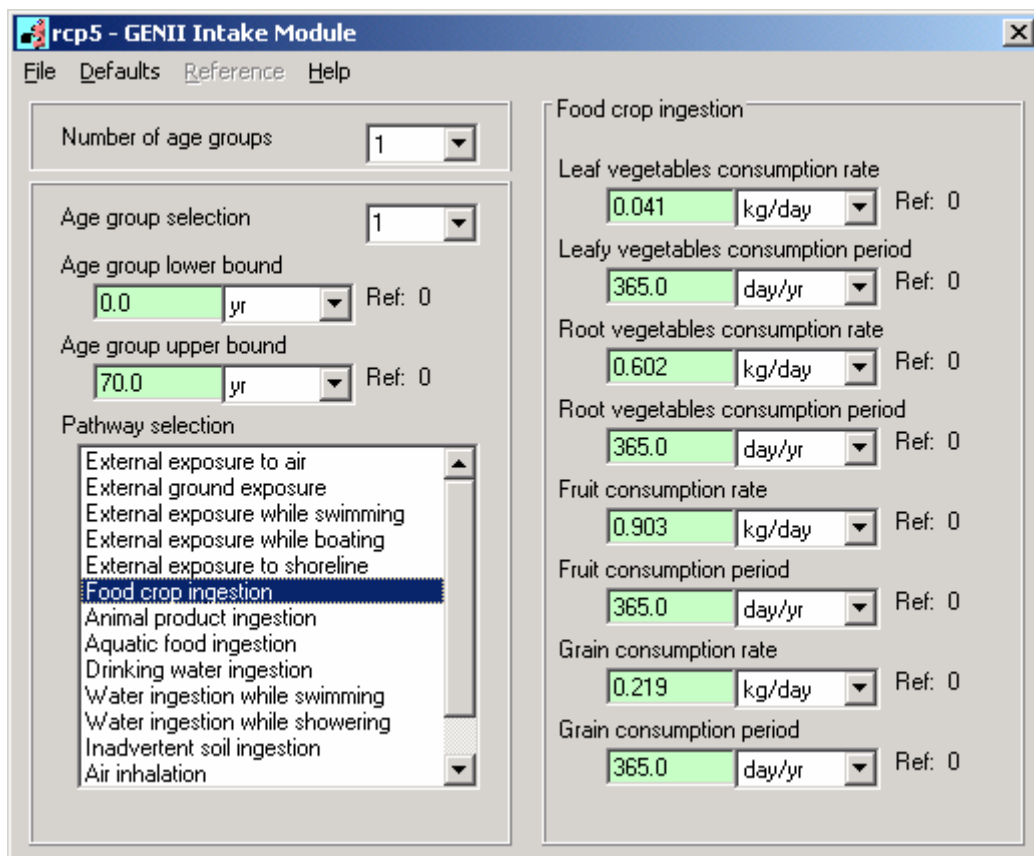 rcp5 - GENII Intake Module
File Defaults Reference Help
Number of age groups 1
Age group selection 1
Age group lower bound
0.0 yr Ref: 0
Age group upper bound
70.0 yr Ref: 0
Pathway selection
External exposure to air
External ground exposure
External exposure while swimming
External exposure while boating
External exposure to shoreline
Food crop ingestion
Animal product ingestion
Aquatic food ingestion
Drinking water ingestion
Water ingestion while swimming
Water ingestion while showering
Inadvertent soil ingestion
Air inhalation
Food crop ingestion
Leaf vegetables consumption rate
0.041 kg/day Ref: 0
Leafy vegetables consumption period
365.0 day/yr Ref: 0
Root vegetables consumption rate
0.602 kg/day Ref: 0
Root vegetables consumption period
365.0 day/yr Ref: 0
Fruit consumption rate
0.903 kg/day Ref: 0
Fruit consumption period
365.0 day/yr Ref: 0
Grain consumption rate
0.219 kg/day Ref: 0
Grain consumption period
365.0 day/yr Ref: 0